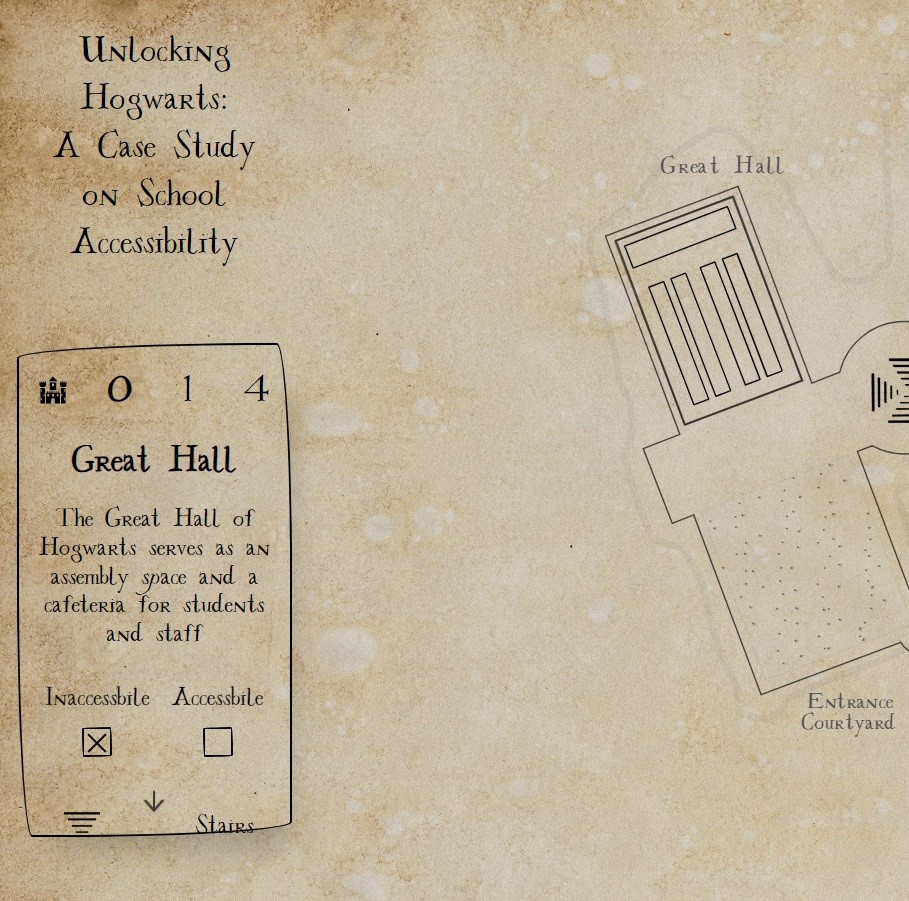 Unlocking
Hogwarts:
A Case Study
on School
Accessibility
0 1 4
Great Hall
The Great Hall of
Hogwarts serves as an
assembly space and a
cafeteria for students
and staff
Inaccessbile Accessbile
Stairs
Great Hall
Entrance
Courtyard